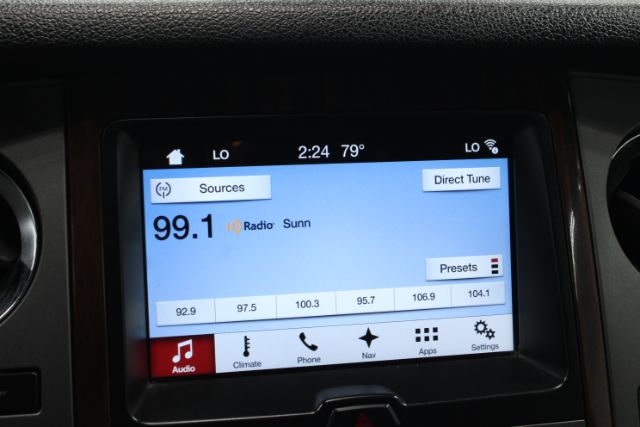 LO 2:24 79° LO
FM Sources Direct Tune
99.1 HD Radio Sunn
Presets
92.9 97.5 100.3 95.7 106.9 104.1
Audio Climate Phone Nav Apps Settings